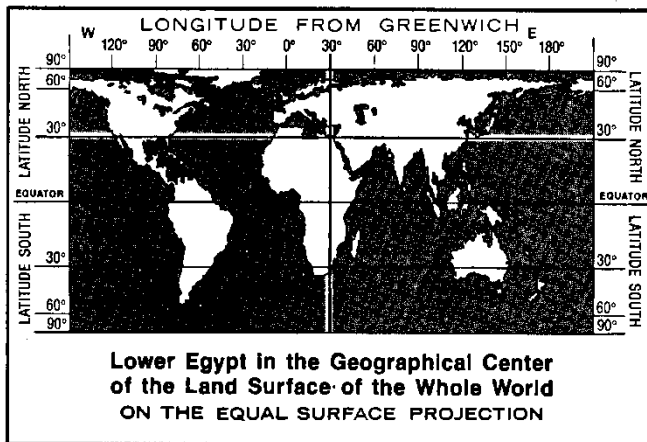 LONGITUDE FROM GREENWICH
W E
120° 90° 60° 30° 0° 30° 60° 90° 120° 150°
90° 90°
60° 60°
30° 30°
LATITUDE NORTH LATITUDE NORTH
EQUATOR EQUATOR
LATITUDE SOUTH LATITUDE SOUTH
30° 30°
60° 60°
90° 90°
Lower Egypt in the Geographical Center
of the Land Surface of the Whole World
ON THE EQUAL SURFACE PROJECTION